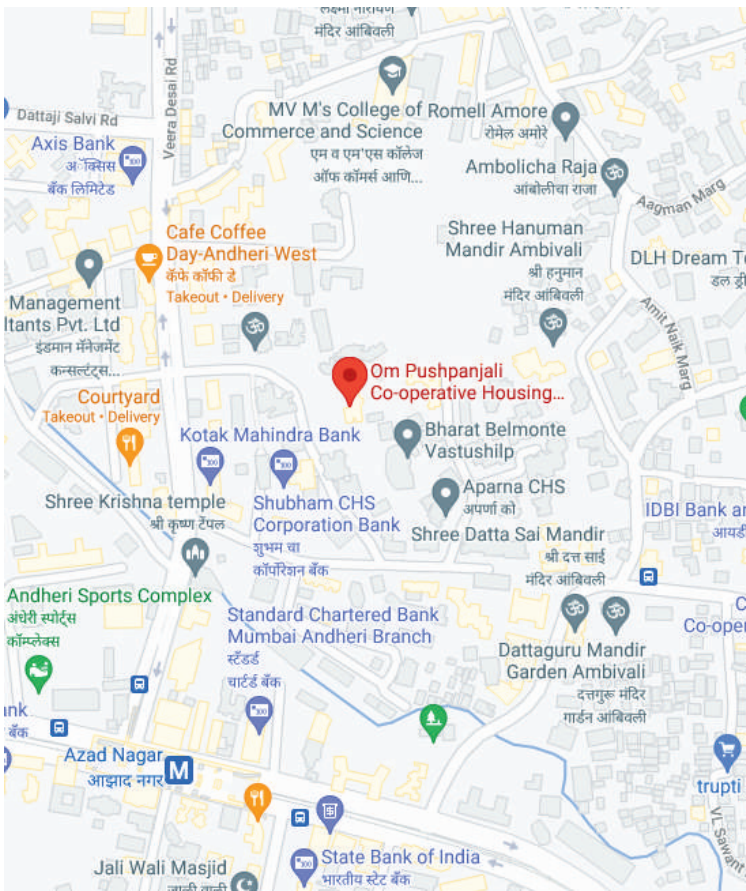 लक्ष्मी नारायण
मंदिर आंबिवली
Dattaji Salvi Rd
Veera Desai Rd
MV M's College of
Commerce and Science
एम व एम'एस कॉलेज
ऑफ कॉमर्स आणि...
Romell Amore
रोमेल अमोरे
Axis Bank
अ‍ॅक्सिस
बँक लिमिटेड
Ambolicha Raja
आंबोलीचा राजा
Aagman Marg
Cafe Coffee
Day-Andheri West
कॅफे कॉफी डे
Takeout • Delivery
Shree Hanuman
Mandir Ambivali
श्री हनुमान
मंदिर आंबिवली
DLH Dream
डल
Management
ltants Pvt. Ltd
इंडमान मॅनेजमेंट
कन्सल्टंट्स...
Amit Naik Marg
Om Pushpanjali
Co-operative Housing...
Courtyard
Takeout • Delivery
Kotak Mahindra Bank
Bharat Belmonte
Vastushilp
Shree Krishna temple
श्री कृष्ण टेंपल
Shubham CHS
Corporation Bank
शुभम चा
कॉर्पोरेशन बँक
Aparna CHS
अपर्णा को
IDBI Bank
Shree Datta Sai Mandir
श्री दत्त साई
मंदिर आंबिवली
Andheri Sports Complex
अंधेरी स्पोर्ट्स
कॉम्प्लेक्स
Standard Chartered Bank
Mumbai Andheri Branch
स्टँडर्ड
चार्टर्ड बँक
Co-oper
Dattaguru Mandir
Garden Ambivali
दत्तगुरू मंदिर
गार्डन आंबिवली
बँक
Azad Nagar
आझाद नगर
M
trupti
VL Sawant
State Bank of India
भारतीय स्टेट बँक
Jali Wali Masjid